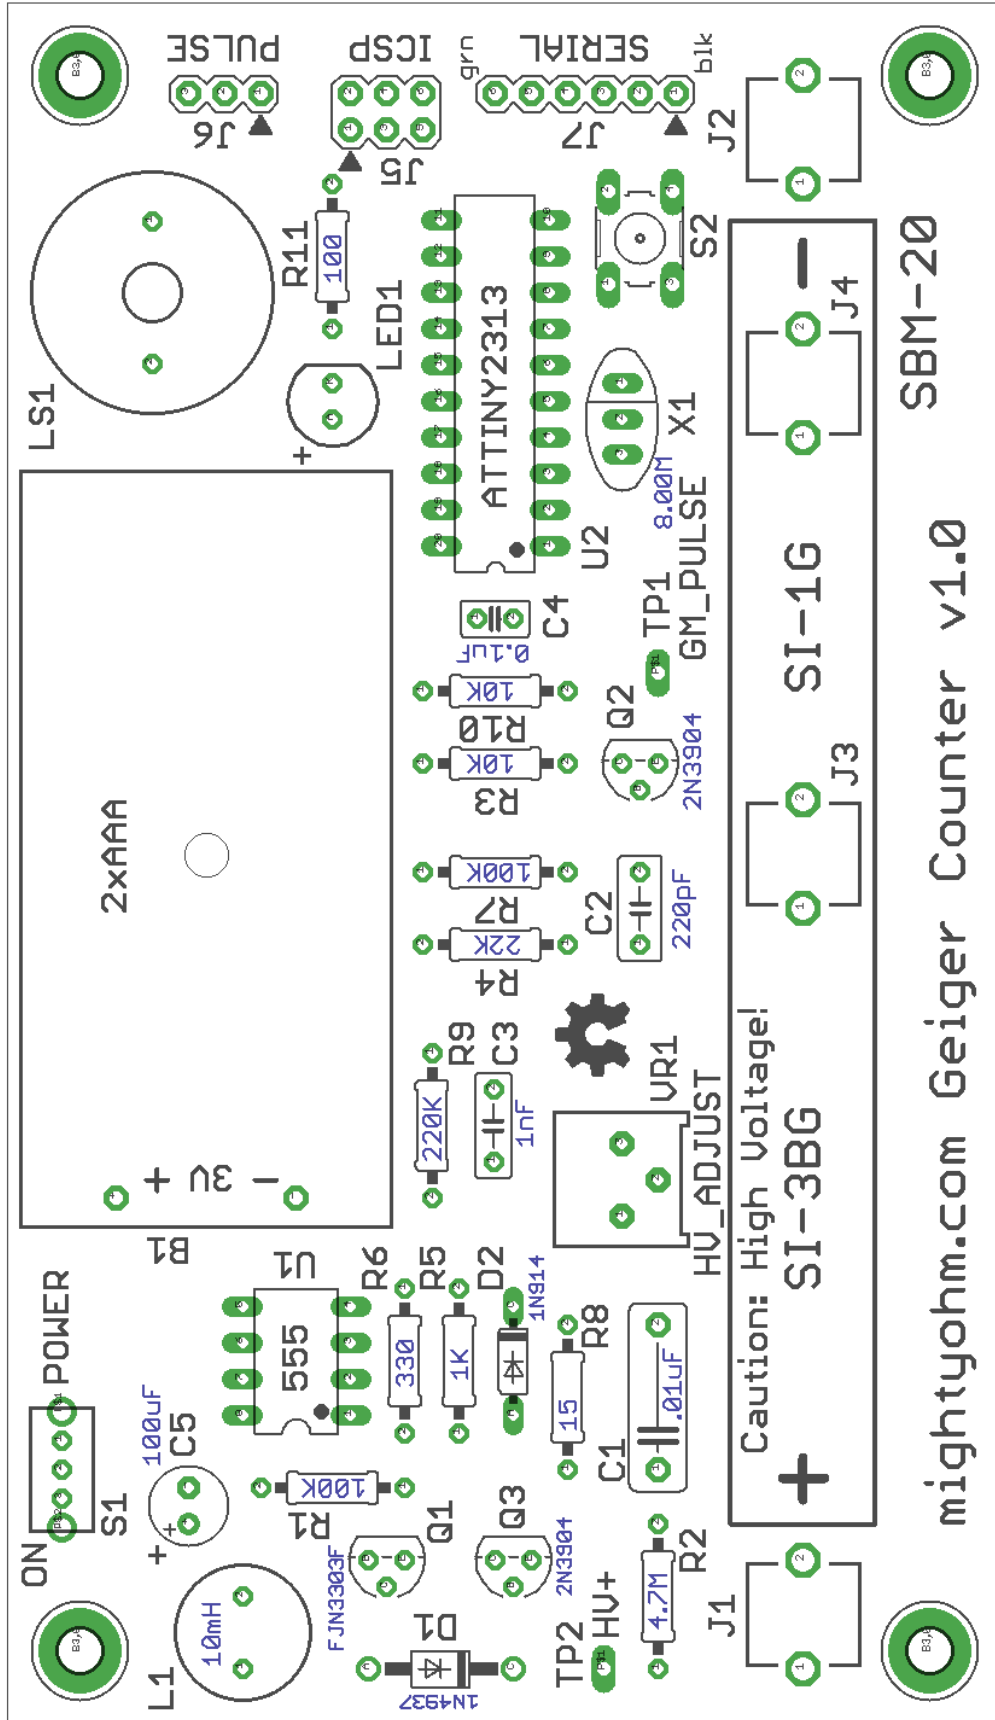 PULSE
J6
ICSP
J5
grn
SERIAL
blk
J7
J2
LS1
R11
100
LED1
+
ATTINY2313
U2
S2
X1
8.00M
J4
-
SBM-20
2xAAA
+ 3V -
B1
C4
0.1uF
10K
R10
10K
R3
100K
R7
22K
R4
TP1
GM_PULSE
Q2
2N3904
C2
220pF
SI-1G
J3
R9
220K
C3
1nF
VR1
HV_ADJUST
Caution: High Voltage!
SI-3BG
+
mightyohm.com Geiger Counter v1.0
POWER
ON
S1
100uF
C5
+
+
U1
555
R6
330
R5
1K
D2
1N914
R8
15
C1
.01uF
R1
100K
Q1
FJN3303F
Q3
2N3904
L1
10mH
D1
1N4937
TP2
HV+
R2
4.7M
J1